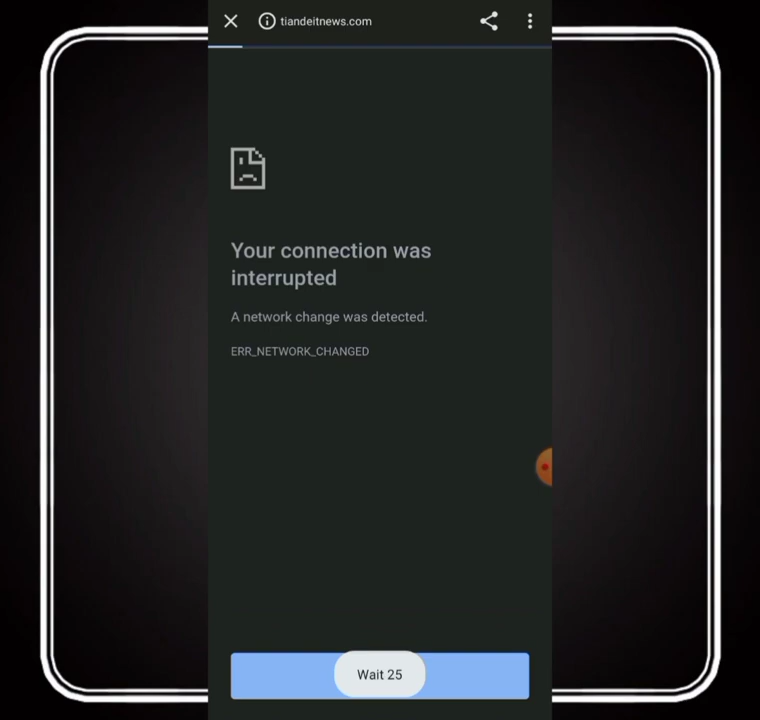 tiandeitnews.com
Your connection was
interrupted
A network change was detected.
ERR_NETWORK_CHANGED
Wait 25